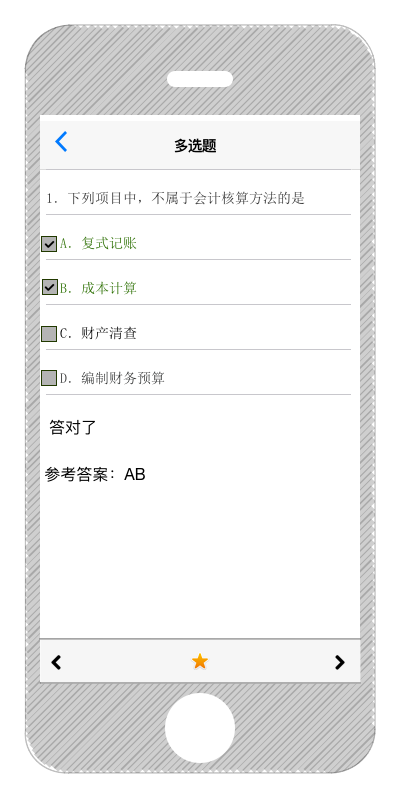 多选题
1. 下列项目中，不属于会计核算方法的是
A. 复式记账
B. 成本计算
C. 财产清查
D. 编制财务预算
答对了
参考答案：AB